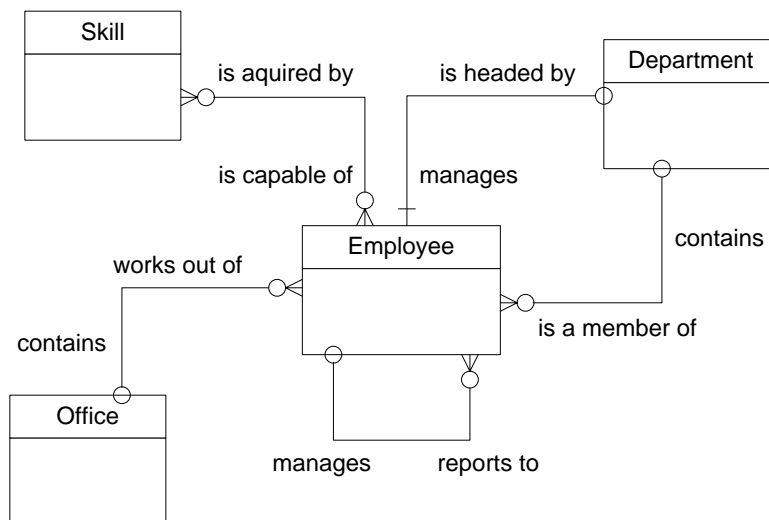 Skill
is aquired by
is headed by
Department
is capable of
manages
Employee
works out of
contains
contains
is a member of
Office
manages
reports to